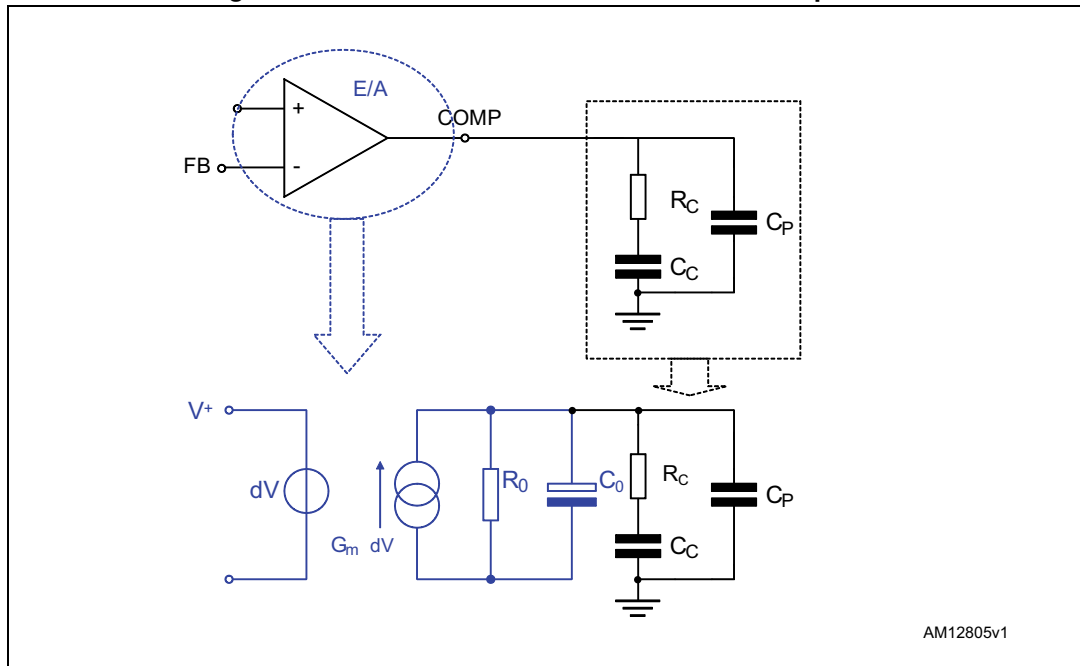 E/A
+
COMP
FB
-
RC
CP
CC
V+
dV
Gm dV
R0
C0
RC
CP
CC
AM12805v1